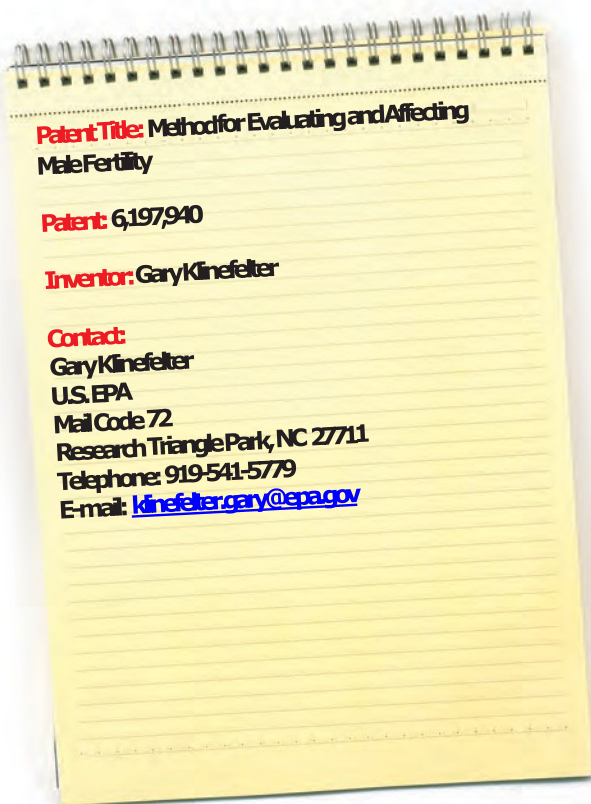 Patent Title: Method for Evaluating and Affecting
Male Fertility
Patent: 6,197,940
Inventor: Gary Klinefelter
Contact:
Gary Klinefelter
U.S. EPA
Mail Code 72
Research Triangle Park, NC 27711
Telephone: 919-541-5779
E-mail: klinefelter.gary@epa.gov